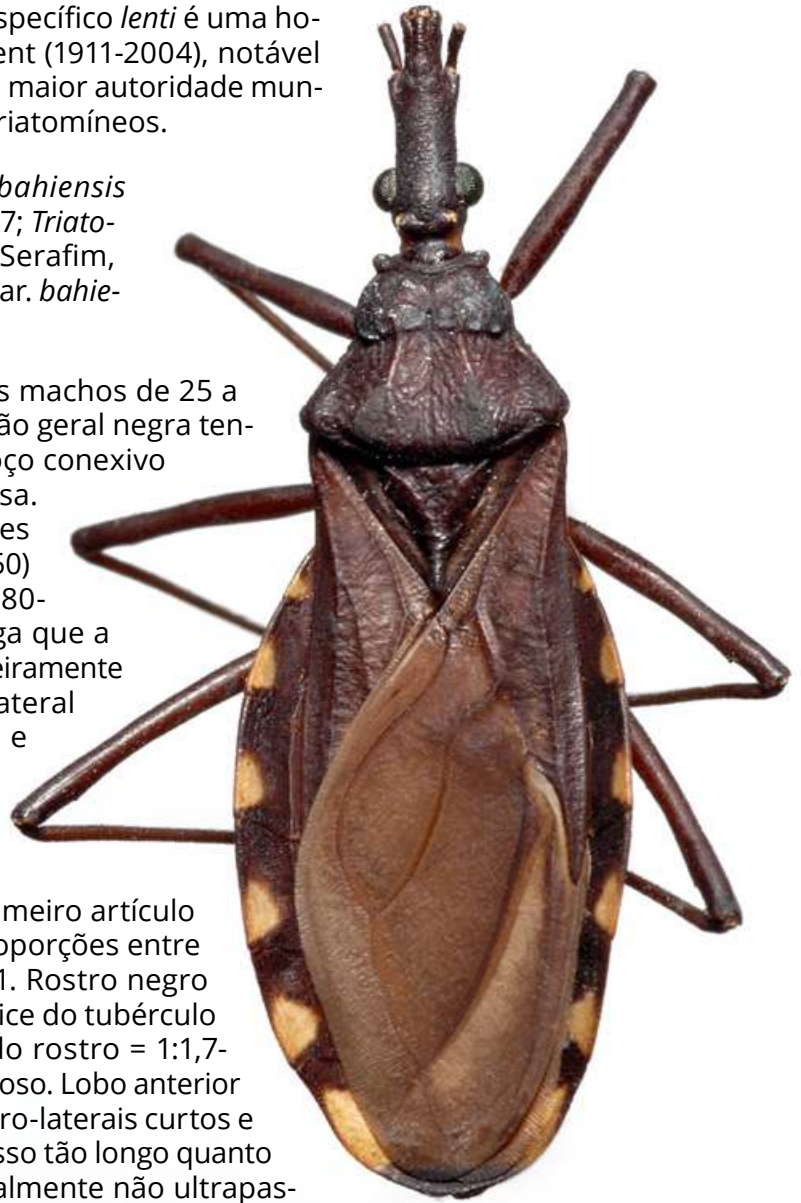 specífico lenti é uma ho-
ent (1911-2004), notável
maior autoridade mun-
riatomíneos.
bahiensis
7; Triato-
Serafim,
ar. bahie-
s machos de 25 a
ão geral negra ten-
oço conexivo
sa.
es
50)
80-
ga que a
eiramente
ateral
e
meiro artículo
oporções entre
1. Rostro negro
ice do tubérculo
lo rostro = 1:1,7-
oso. Lobo anterior
ro-laterais curtos e
sso tão longo quanto
almente não ultrapas-